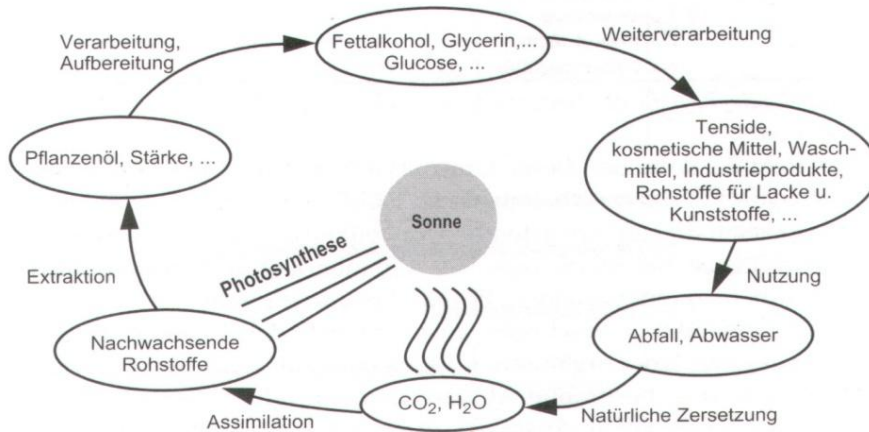 Verarbeitung,
Aufbereitung
Fettalkohol, Glycerin,...
Glucose, ...
Weiterverarbeitung
Pflanzenöl, Stärke, ...
Tenside,
kosmetische Mittel, Wasch-
mittel, Industrieprodukte,
Rohstoffe für Lacke u.
Kunststoffe, ...
Sonne
Photosynthese
Extraktion
Nutzung
Nachwachsende
Rohstoffe
Abfall, Abwasser
CO₂, H₂O
Assimilation
Natürliche Zersetzung